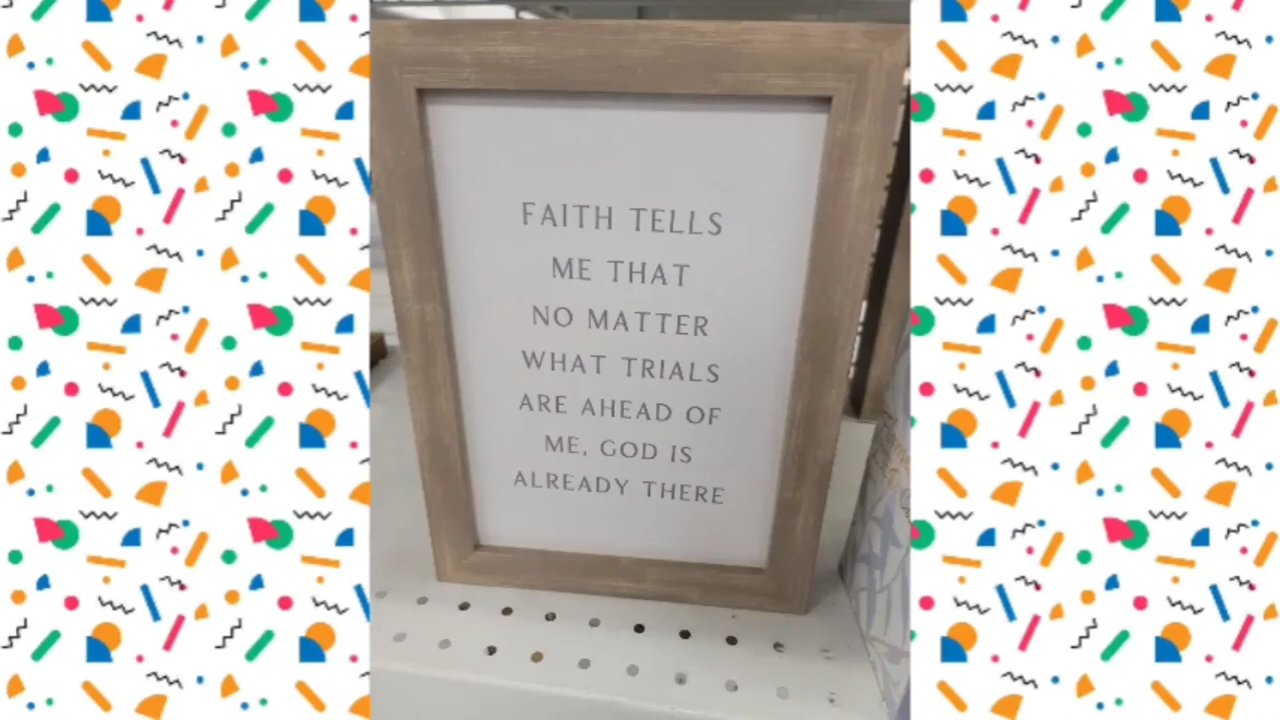 FAITH TELLS
ME THAT
NO MATTER
WHAT TRIALS
ARE AHEAD OF
ME, GOD IS
ALREADY THERE